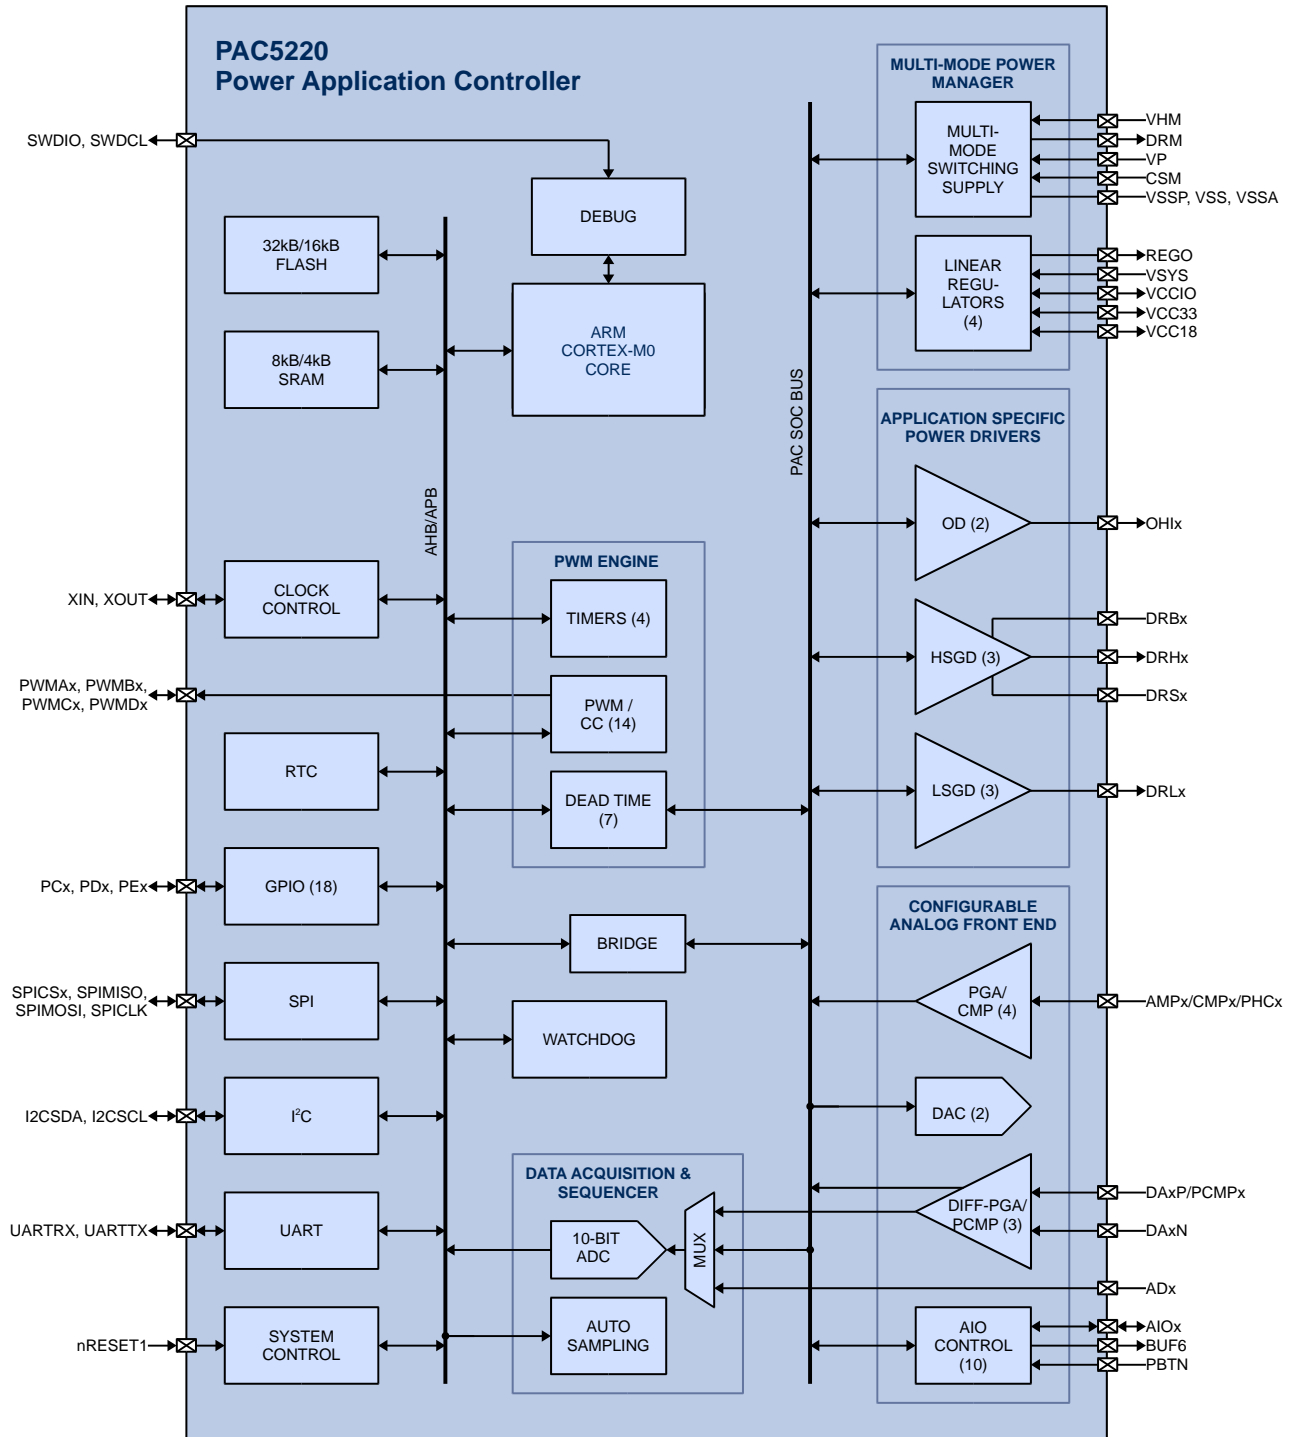 PAC5220
Power Application Controller
SWDIO, SWDCL
DEBUG
32kB/16kB
FLASH
ARM
CORTEX-M0
CORE
8kB/4kB
SRAM
AHB/APB
PAC SOC BUS
CLOCK
CONTROL
XIN, XOUT
PWM ENGINE
TIMERS (4)
PWMAx, PWMBx,
PWMCx, PWMDx
PWM /
CC (14)
RTC
DEAD TIME
(7)
PCx, PDx, PEx
GPIO (18)
BRIDGE
SPICSx, SPIMISO,
SPIMOSI, SPICLK
SPI
WATCHDOG
I2CSDA, I2CSCL
I²C
DATA ACQUISITION &
SEQUENCER
UARTRX, UARTTX
UART
10-BIT
ADC
MUX
nRESET1
SYSTEM
CONTROL
AUTO
SAMPLING
MULTI-MODE POWER
MANAGER
MULTI-
MODE
SWITCHING
SUPPLY
VHM
DRM
VP
CSM
VSSP, VSS, VSSA
LINEAR
REGU-
LATORS
(4)
REGO
VSYS
VCCIO
VCC33
VCC18
APPLICATION SPECIFIC
POWER DRIVERS
OD (2)
OHIx
HSGD (3)
DRBx
DRHx
DRSx
LSGD (3)
DRLx
CONFIGURABLE
ANALOG FRONT END
PGA/
CMP (4)
AMPx/CMPx/PHCx
DAC (2)
DIFF-PGA/
PCMP (3)
DAxP/PCMPx
DAxN
ADx
AIO
CONTROL
(10)
AIOx
BUF6
PBTN